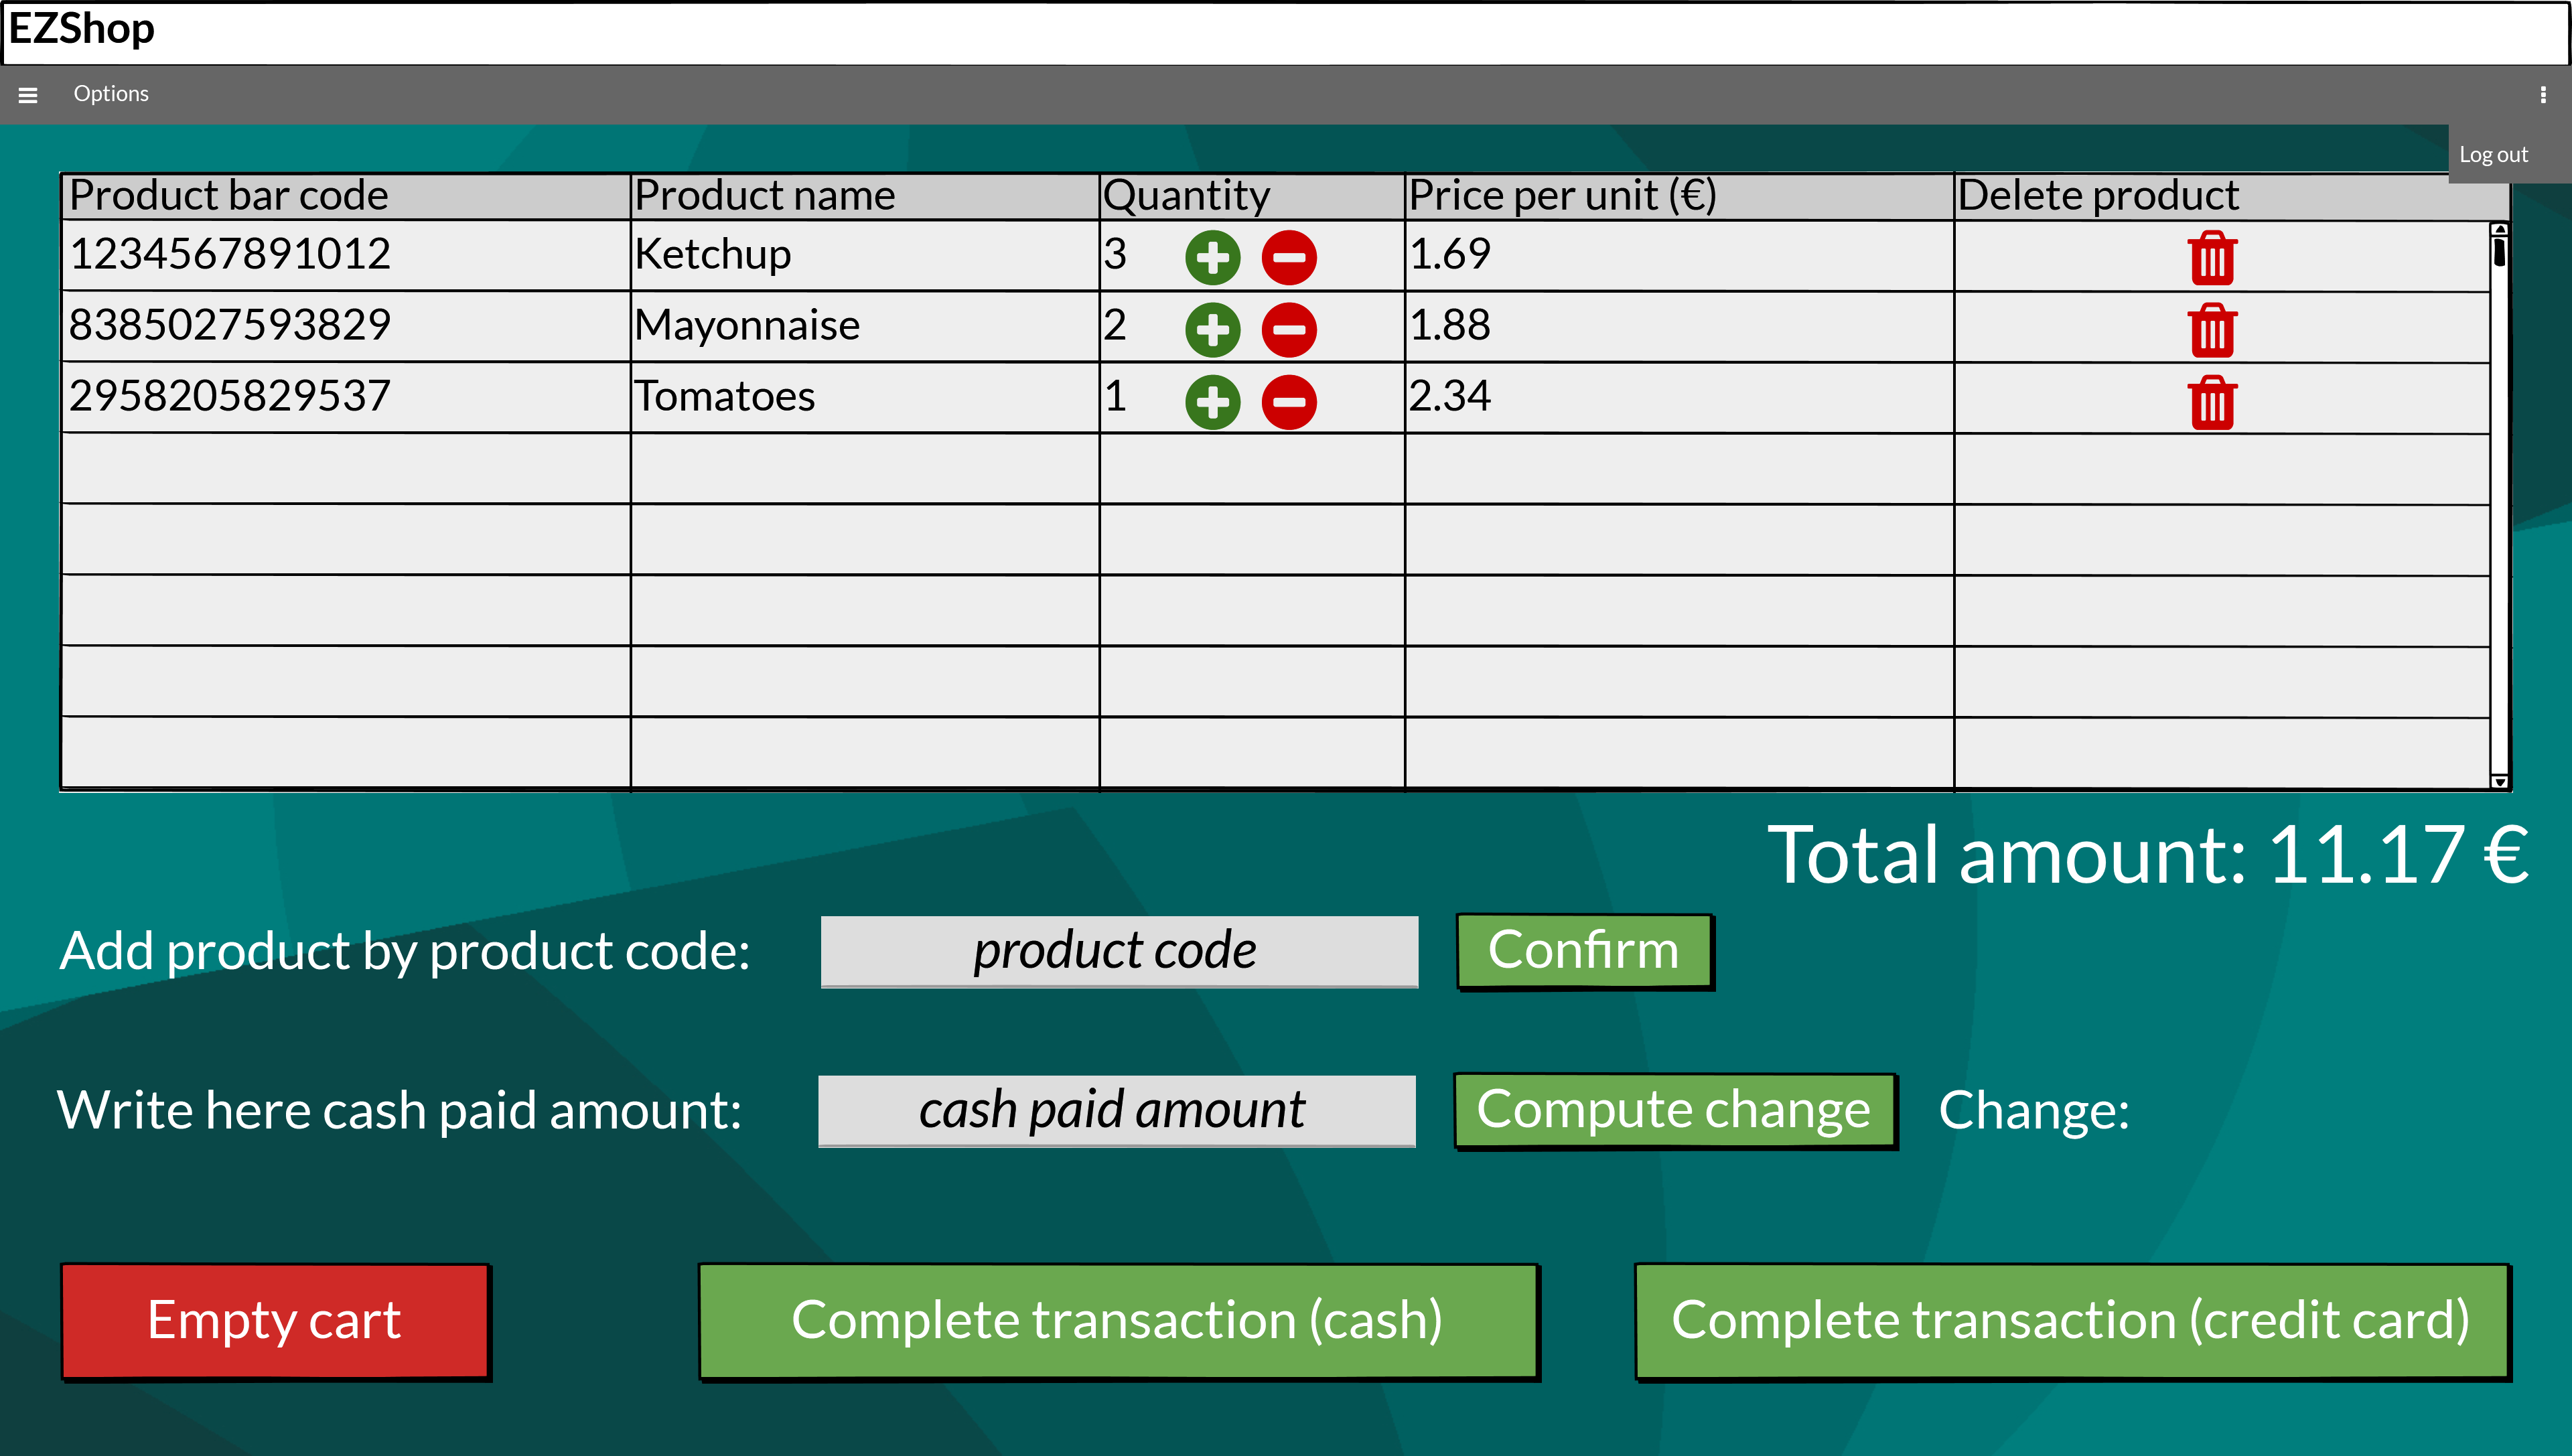 EZShop
Options
Log out
Product bar code Product name Quantity Price per unit (€) Delete product
1234567891012 Ketchup 3 1.69
8385027593829 Mayonnaise 2 1.88
2958205829537 Tomatoes 1 2.34
Total amount: 11.17 €
Add product by product code: product code Confirm
Write here cash paid amount: cash paid amount Compute change Change:
Empty cart Complete transaction (cash) Complete transaction (credit card)